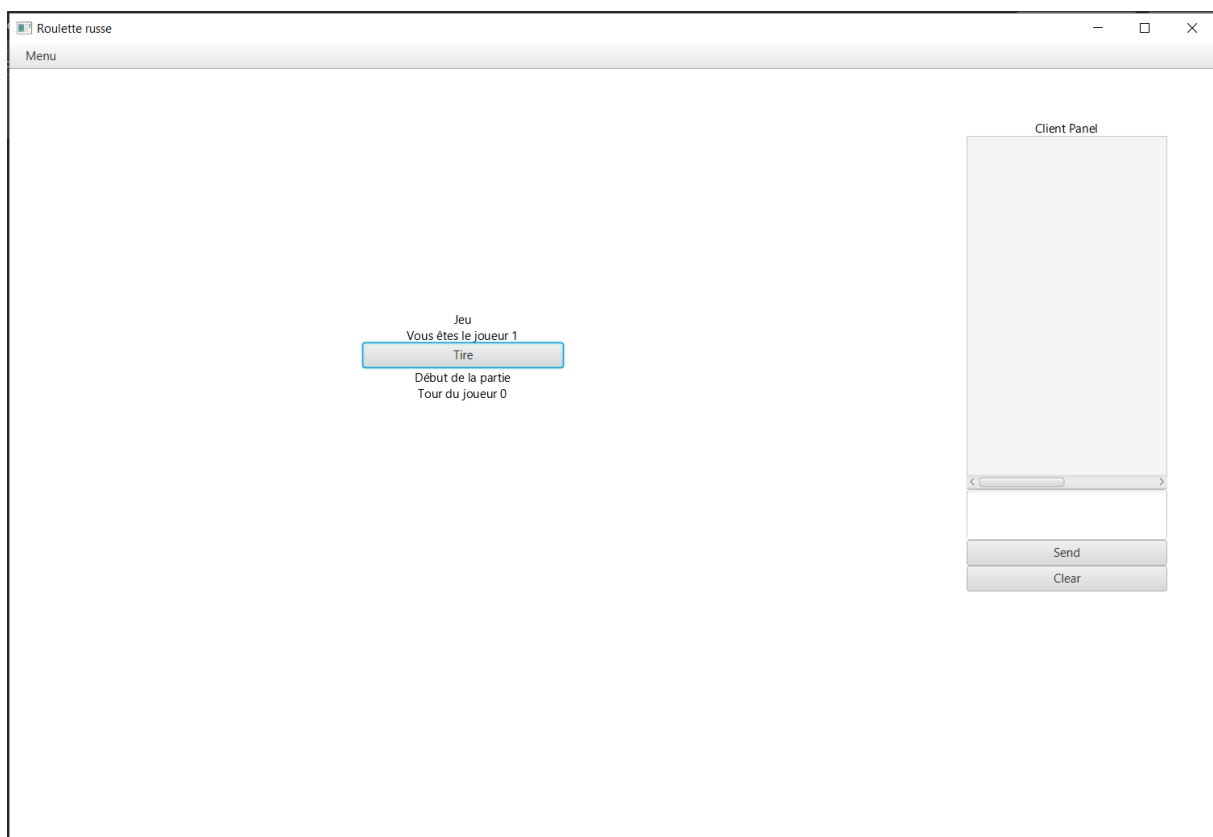 Roulette russe
Menu
Client Panel
Jeu
Vous êtes le joueur 1
Tire
Début de la partie
Tour du joueur 0
Send
Clear